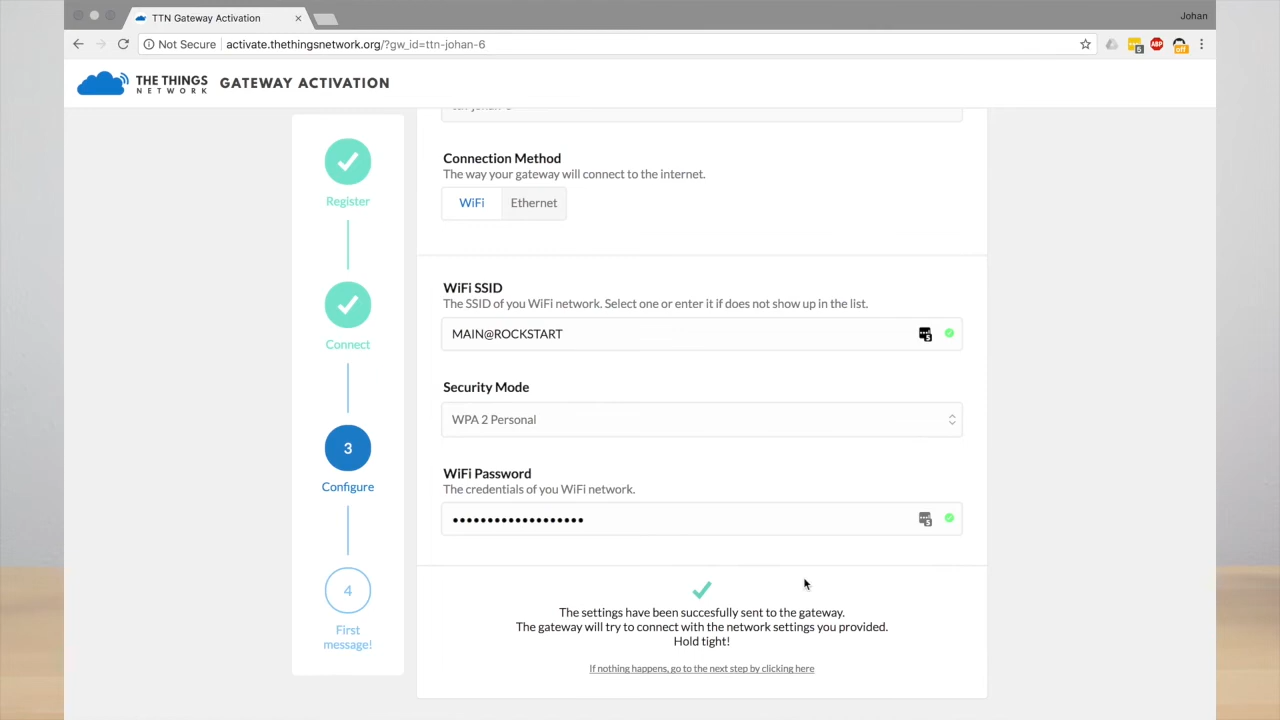 TTN Gateway Activation
Johan
Not Secure
activate.thethingsnetwork.org/?gw_id=ttn-johan-6
5
ABP
off
THE THINGS
NETWORK
GATEWAY ACTIVATION
Register
Connect
3
Configure
4
First
message!
Connection Method
The way your gateway will connect to the internet.
WiFi
Ethernet
WiFi SSID
The SSID of you WiFi network. Select one or enter it if does not show up in the list.
MAIN@ROCKSTART
Security Mode
WPA 2 Personal
WiFi Password
The credentials of you WiFi network.
•••••••••••••••••••
The settings have been succesfully sent to the gateway.
The gateway will try to connect with the network settings you provided.
Hold tight!
If nothing happens, go to the next step by clicking here